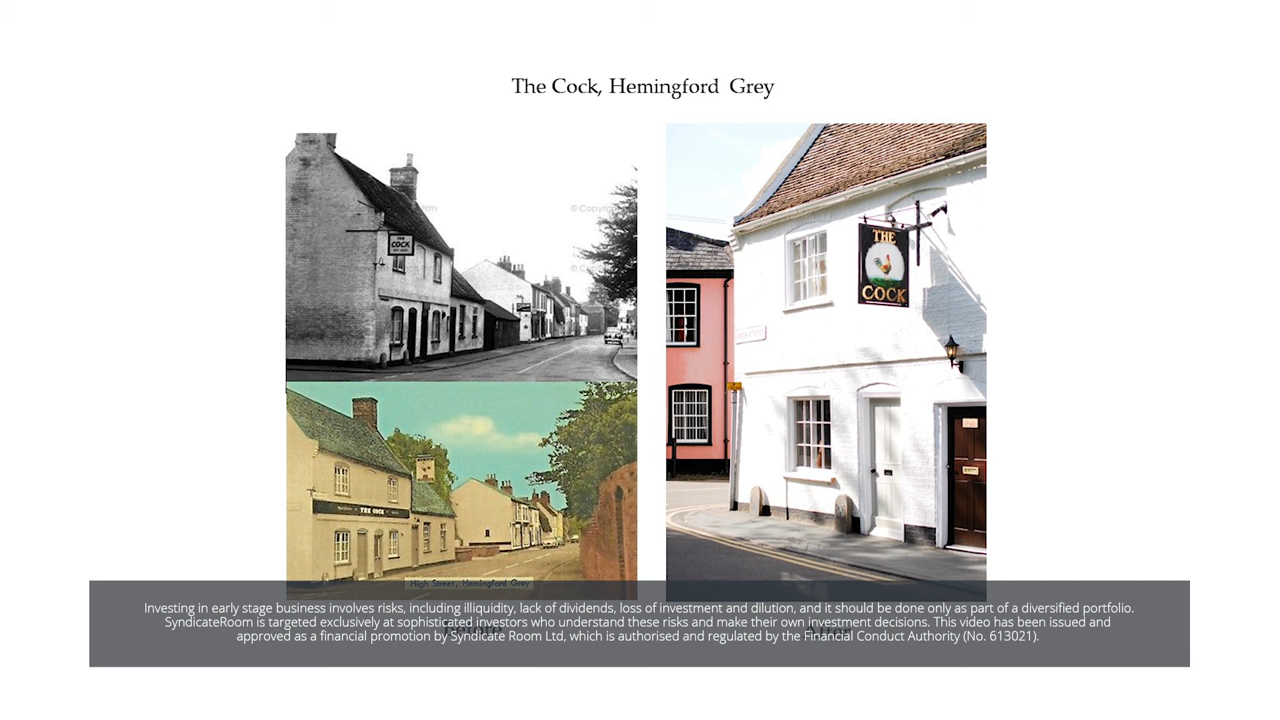 The Cock, Hemingford Grey
© Copyr
THE
COCK
THE COCK
High Street, Hemingford Grey
THE
COCK
Before
After
Investing in early stage business involves risks, including illiquidity, lack of dividends, loss of investment and dilution, and it should be done only as part of a diversified portfolio.
SyndicateRoom is targeted exclusively at sophisticated investors who understand these risks and make their own investment decisions. This video has been issued and
approved as a financial promotion by Syndicate Room Ltd, which is authorised and regulated by the Financial Conduct Authority (No. 613021).